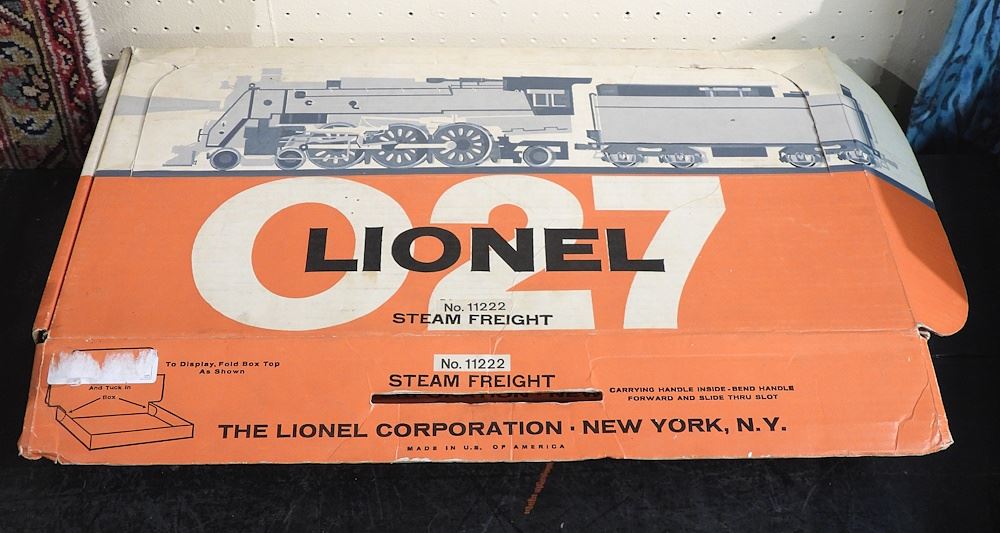 027
LIONEL
No. 11222
STEAM FREIGHT
To Display, Fold Box Top
As Shown
And Tuck in
Box
No. 11222
STEAM FREIGHT
CARRYING HANDLE INSIDE-BEND HANDLE
FORWARD AND SLIDE THRU SLOT
THE LIONEL CORPORATION · NEW YORK, N.Y.
MADE IN U.S. OF AMERICA